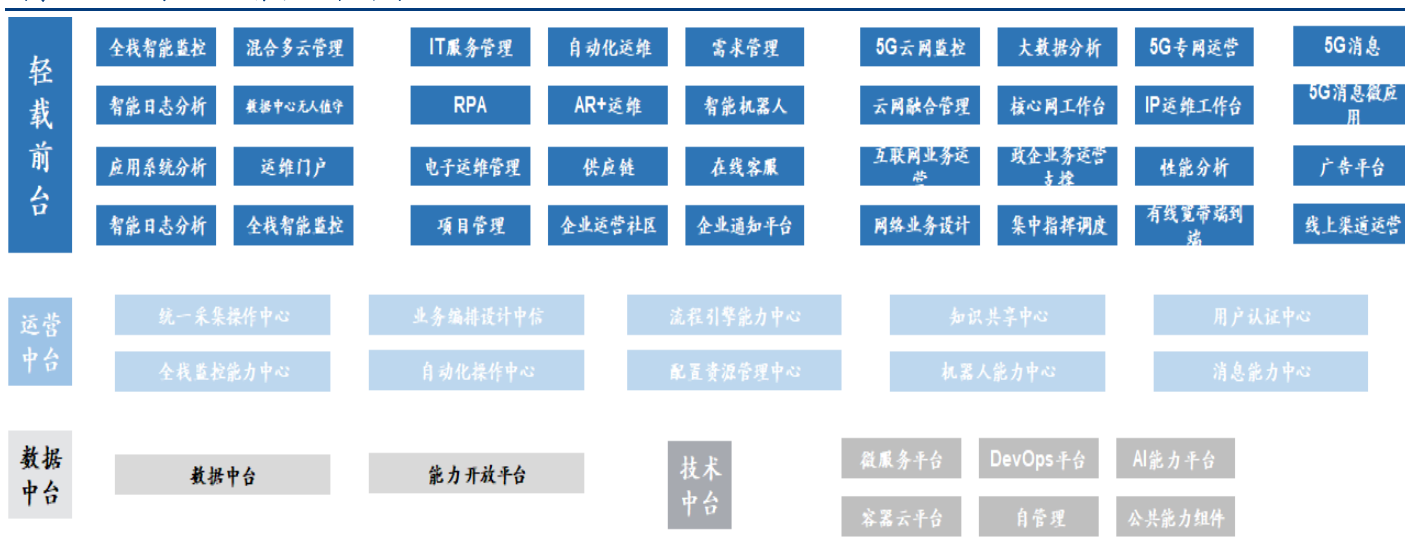 轻载前台
全栈智能监控 混合多云管理 IT服务管理 自动化运维 需求管理 5G云网监控 大数据分析 5G专网运营 5G消息
智能日志分析 数据中心无人值守 RPA AR+运维 智能机器人 云网融合管理 核心网工作台 IP运维工作台 5G消息微应用
应用系统分析 运维门户 电子运维管理 供应链 在线客服 互联网业务运营 政企业务运营支撑 性能分析 广告平台
智能日志分析 全栈智能监控 项目管理 企业运营社区 企业通知平台 网络业务设计 集中指挥调度 有线宽带端到端 线上渠道运营
运营中台
统一采集操作中心 业务编排设计中信 流程引擎能力中心 知识共享中心 用户认证中心
全栈监控能力中心 自动化操作中心 配置资源管理中心 机器人能力中心 消息能力中心
数据中台
数据中台 能力开放平台
技术中台
微服务平台 DevOps平台 AI能力平台
容器云平台 自管理 公共能力组件